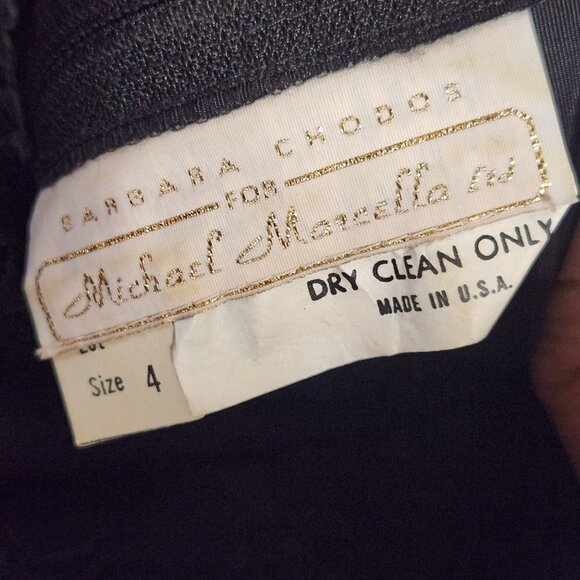 BARBARA CHODOS
FOR
Michael Marcella Ltd
DRY CLEAN ONLY
MADE IN U.S.A.
Size 4